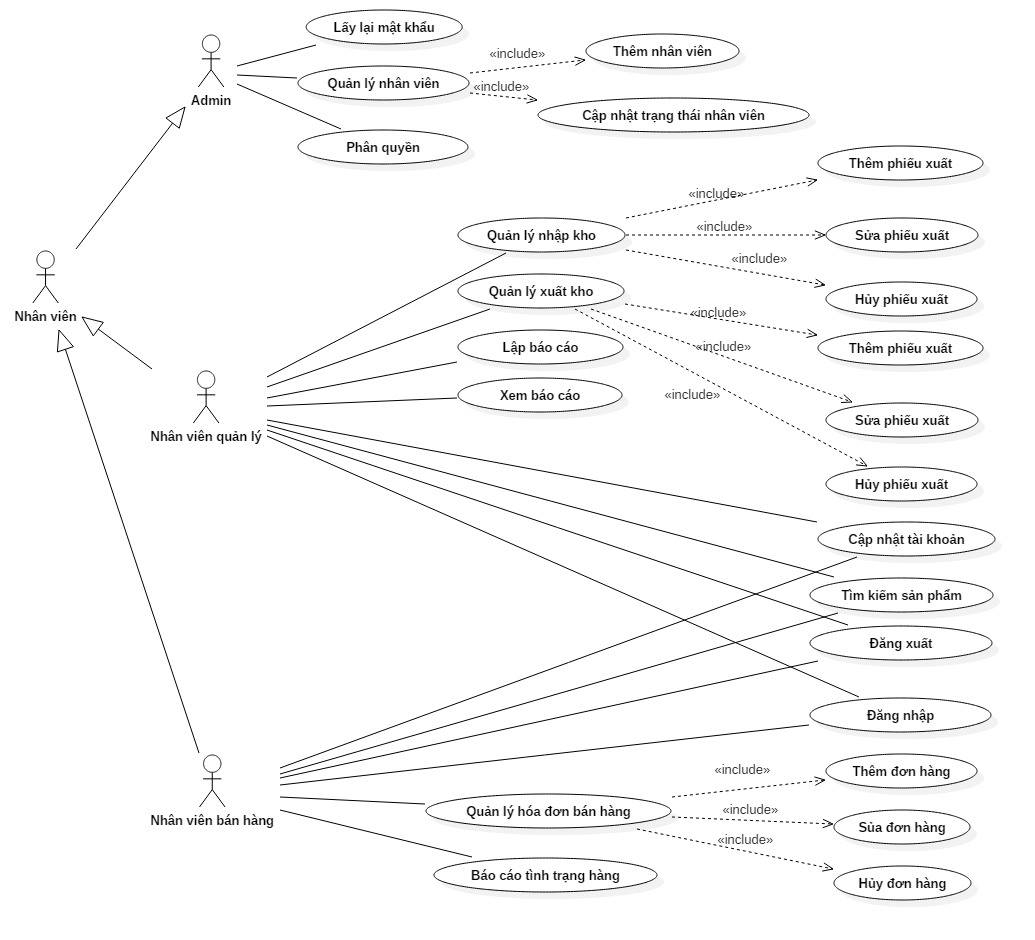 Lấy lại mật khẩu
Admin
Quản lý nhân viên
«include»
Thêm nhân viên
«include»
Cập nhật trạng thái nhân viên
Phân quyền
Nhân viên
Quản lý nhập kho
«include»
Thêm phiếu xuất
«include»
Sửa phiếu xuất
«include»
Hủy phiếu xuất
Quản lý xuất kho
«include»
Thêm phiếu xuất
«include»
Sửa phiếu xuất
«include»
Hủy phiếu xuất
Lập báo cáo
Xem báo cáo
Nhân viên quản lý
Cập nhật tài khoản
Tìm kiếm sản phẩm
Đăng xuất
Đăng nhập
Nhân viên bán hàng
Quản lý hóa đơn bán hàng
«include»
Thêm đơn hàng
«include»
Sủa đơn hàng
«include»
Hủy đơn hàng
Báo cáo tình trạng hàng